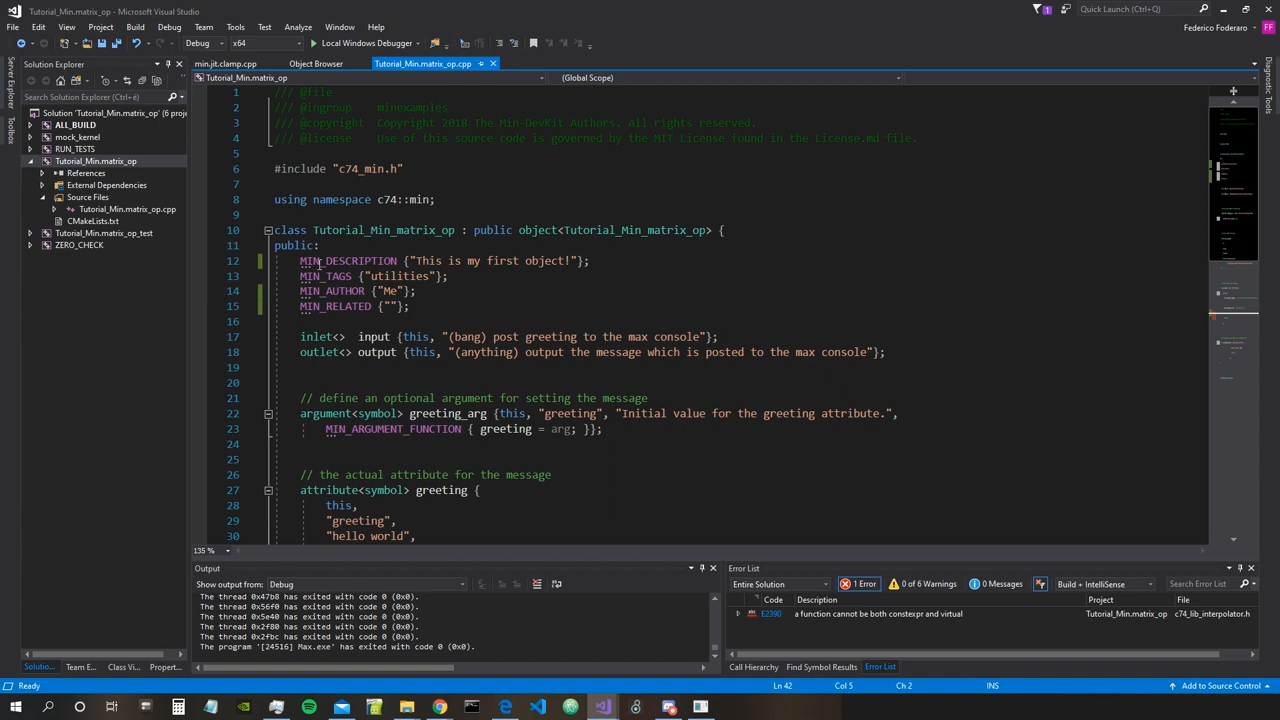 Tutorial_Min.matrix_op - Microsoft Visual Studio
1
Quick Launch (Ctrl+Q)
File Edit View Project Build Debug Team Tools Test Analyze Window Help
Federico Foderaro FF
Debug x64 Local Windows Debugger
Server Explorer
Toolbox
Solution Explorer
Search Solution Explorer (Ctrl+è)
Solution 'Tutorial_Min.matrix_op' (6 proje
ALL_BUILD
mock_kernel
RUN_TESTS
Tutorial_Min.matrix_op
References
External Dependencies
Source Files
Tutorial_Min.matrix_op.cpp
CMakeLists.txt
Tutorial_Min.matrix_op_test
ZERO_CHECK
Solutio... Team E... Class Vi... Propert...
min.jit.clamp.cpp Object Browser Tutorial_Min.matrix_op.cpp
Tutorial_Min.matrix_op (Global Scope)
1 /// @file
2 /// @ingroup minexamples
3 /// @copyright Copyright 2018 The Min-DevKit Authors. All rights reserved.
4 /// @license Use of this source code is governed by the MIT License found in the License.md file.
5
6 #include "c74_min.h"
7
8 using namespace c74::min;
9
10 class Tutorial_Min_matrix_op : public object<Tutorial_Min_matrix_op> {
11 public:
12 MIN_DESCRIPTION {"This is my first object!"};
13 MIN_TAGS {"utilities"};
14 MIN_AUTHOR {"Me"};
15 MIN_RELATED {""};
16
17 inlet<> input {this, "(bang) post greeting to the max console"};
18 outlet<> output {this, "(anything) output the message which is posted to the max console"};
19
20
21 // define an optional argument for setting the message
22 argument<symbol> greeting_arg {this, "greeting", "Initial value for the greeting attribute.",
23 MIN_ARGUMENT_FUNCTION { greeting = arg; }};
24
25
26 // the actual attribute for the message
27 attribute<symbol> greeting {
28 this,
29 "greeting",
30 "hello world",
135 %
Diagnostic Tools
Output
Show output from: Debug
The thread 0x47b8 has exited with code 0 (0x0).
The thread 0x56f0 has exited with code 0 (0x0).
The thread 0x5e40 has exited with code 0 (0x0).
The thread 0x2f80 has exited with code 0 (0x0).
The thread 0x2fbc has exited with code 0 (0x0).
The program '[24516] Max.exe' has exited with code 0 (0x0).
Error List
Entire Solution 1 Error 0 of 6 Warnings 0 Messages Build + IntelliSense Search Error List
Code Description Project File
E2390 a function cannot be both constexpr and virtual Tutorial_Min.matrix_op c74_lib_interpolator.h
Call Hierarchy Find Symbol Results Error List
Ready Ln 42 Col 5 Ch 2 INS Add to Source Control